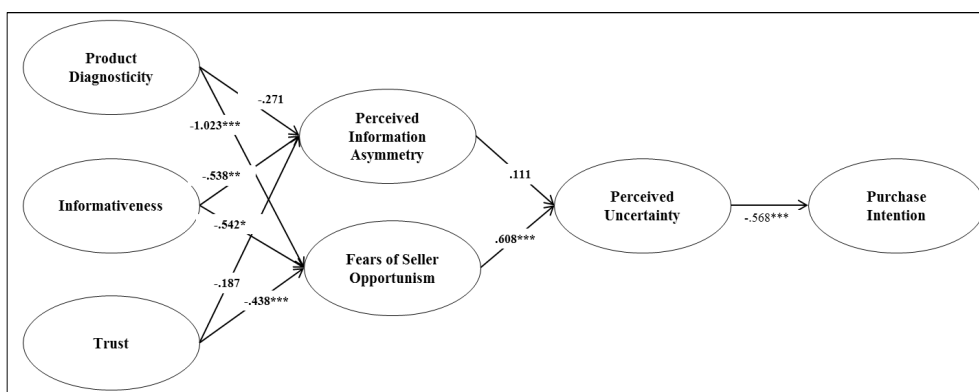 Product
Diagnosticity
-.271
-1.023***
Perceived
Information
Asymmetry
-.538**
.111
Informativeness
Perceived
Uncertainty
-.568***
Purchase
Intention
-.542*
.608***
Fears of Seller
Opportunism
-.187
-.438***
Trust